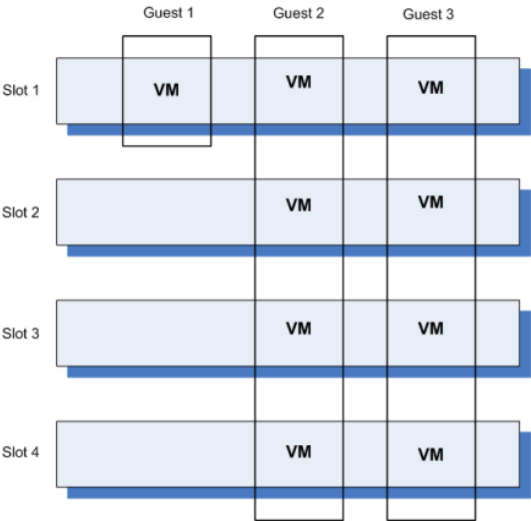 Guest 1 Guest 2 Guest 3
Slot 1 VM VM VM
Slot 2 VM VM
Slot 3 VM VM
Slot 4 VM VM